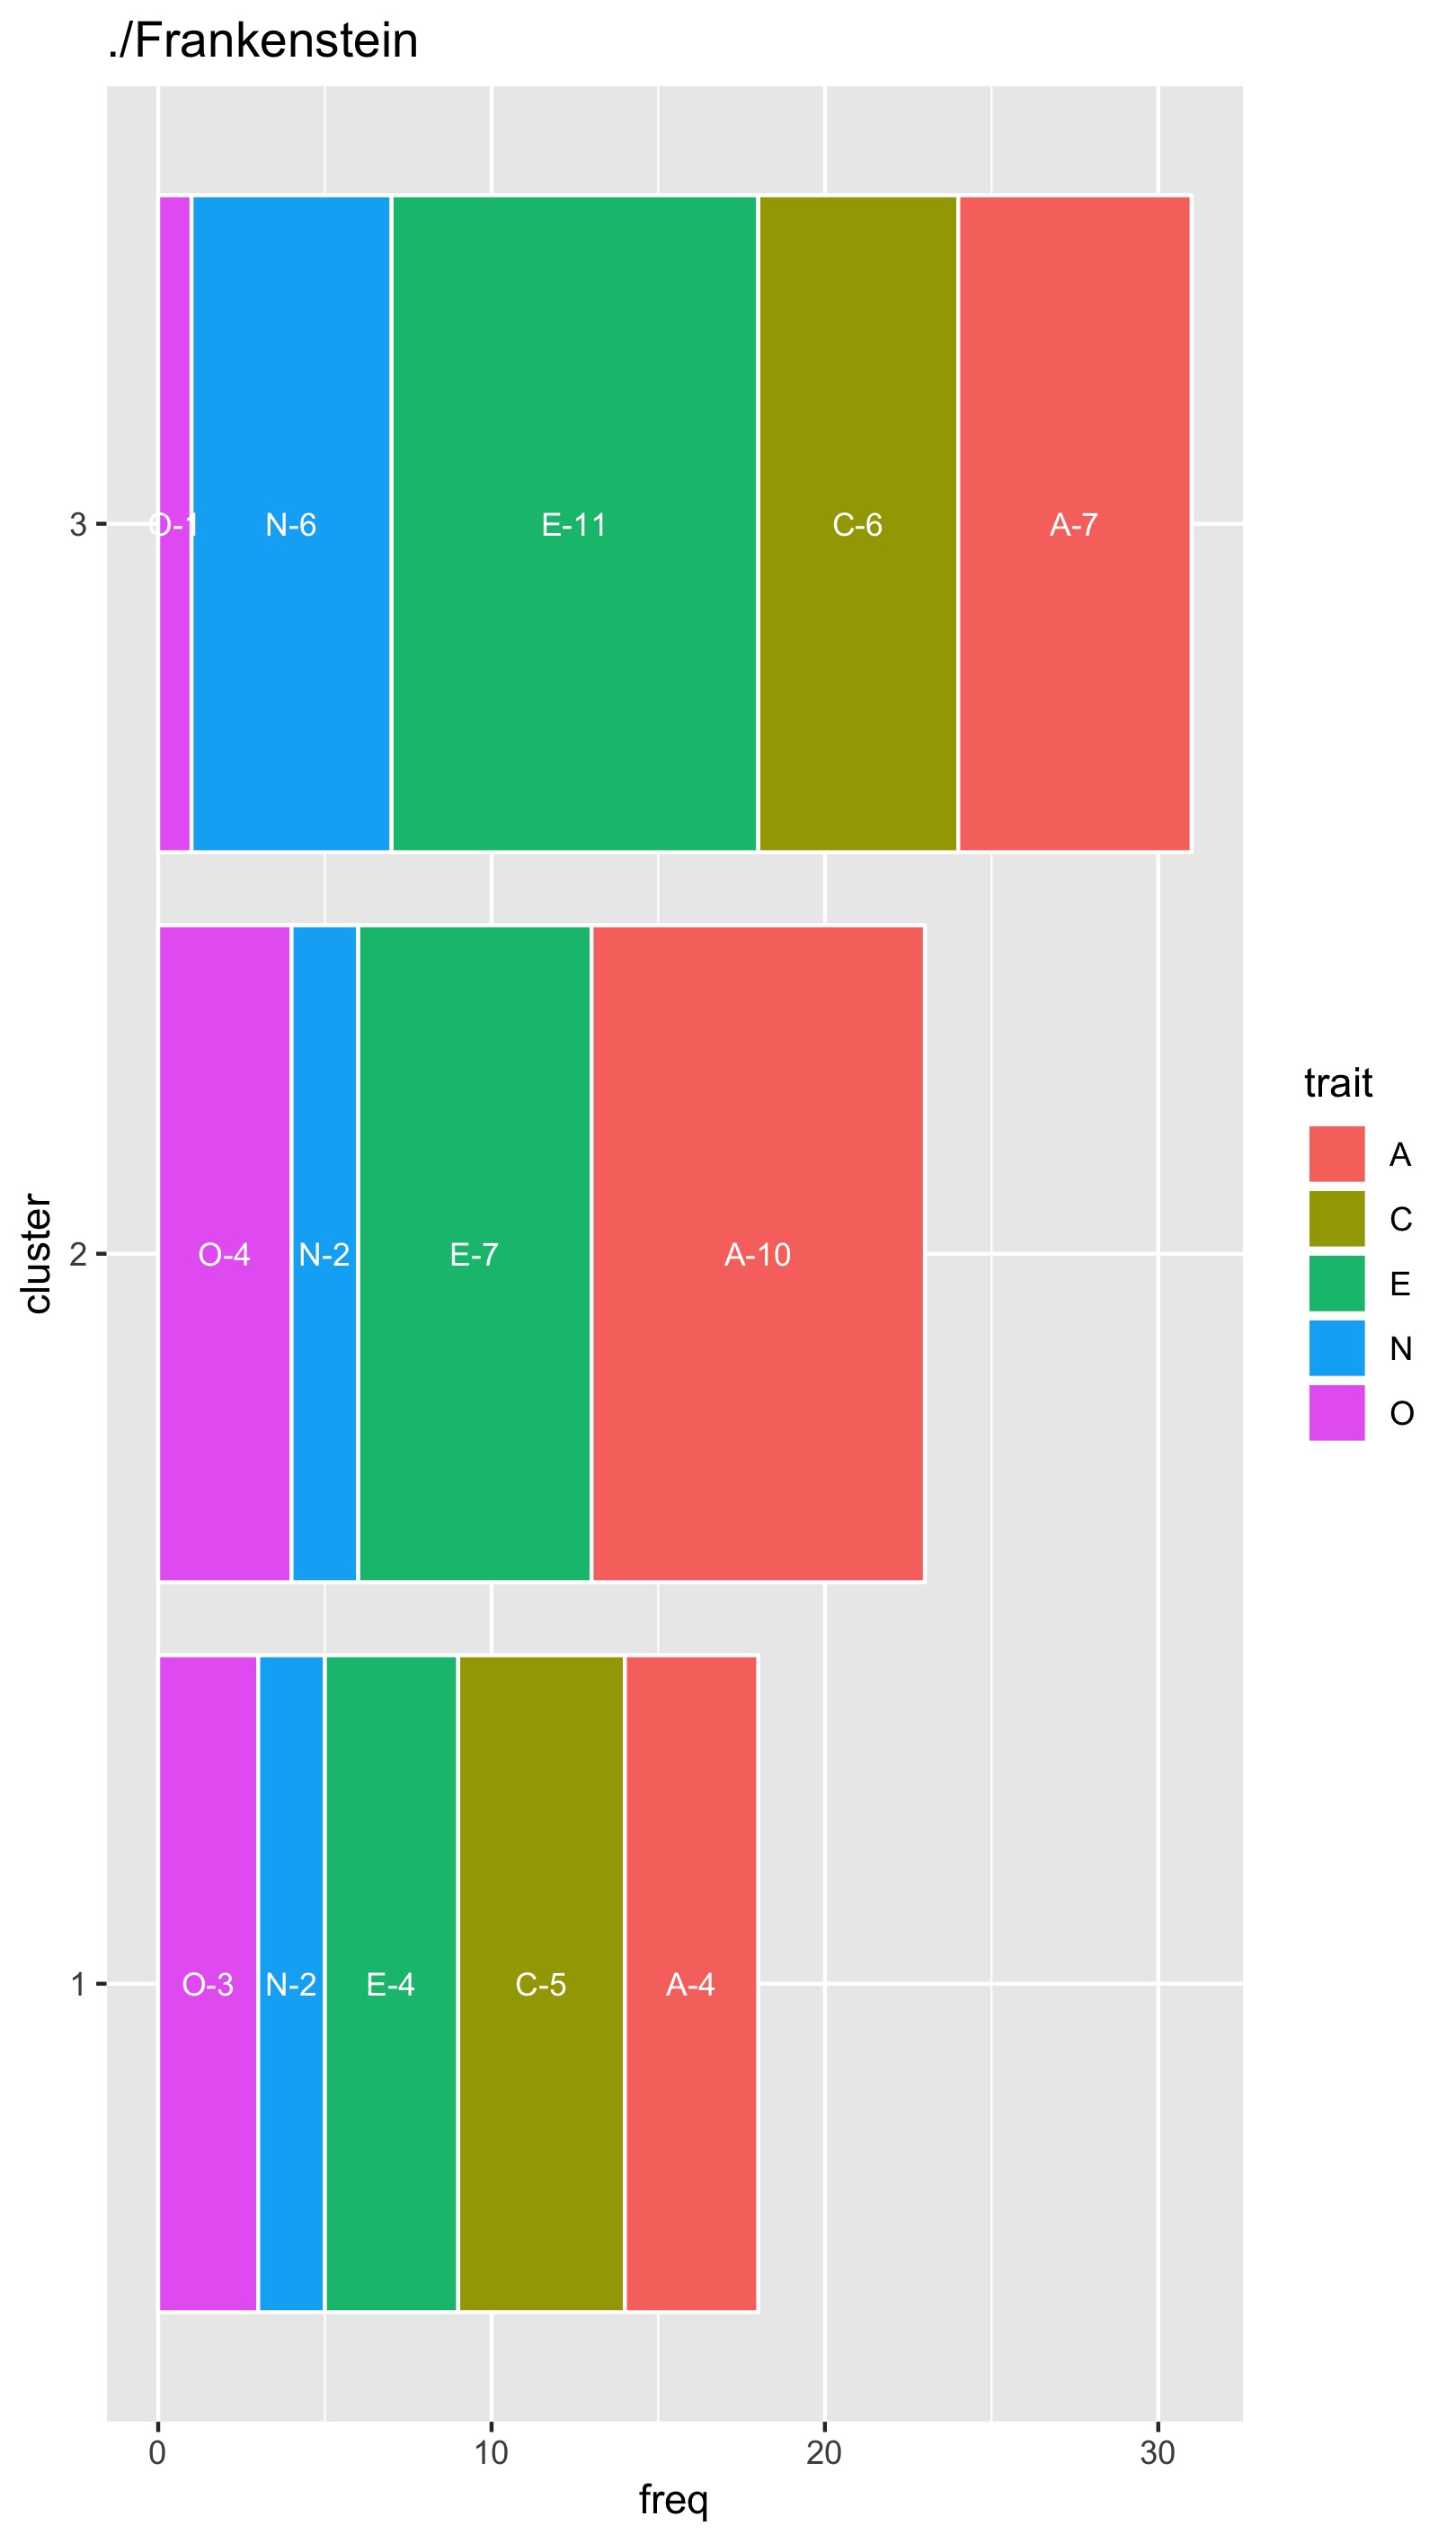 ./Frankenstein
3
O-1 N-6 E-11 C-6 A-7
cluster
2
O-4 N-2 E-7 A-10
1
O-3 N-2 E-4 C-5 A-4
0 10 20 30
freq
trait
A
C
E
N
O